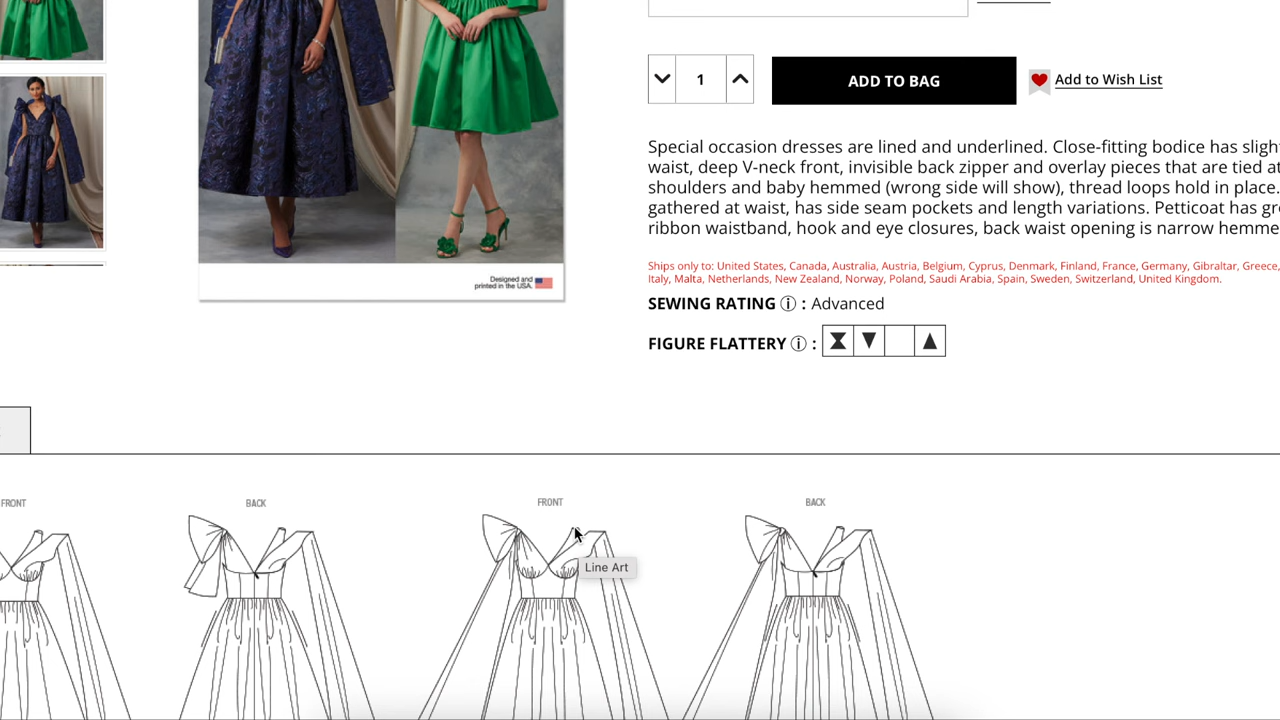 1
ADD TO BAG
Add to Wish List
Special occasion dresses are lined and underlined. Close-fitting bodice has
waist, deep V-neck front, invisible back zipper and overlay pieces that are tied at
shoulders and baby hemmed (wrong side will show), thread loops hold in place.
gathered at waist, has side seam pockets and length variations. Petticoat has
ribbon waistband, hook and eye closures, back waist opening is narrow
Ships only to: United States, Canada, Australia, Austria, Belgium, Cyprus, Denmark, Finland, France, Germany, Gibraltar, Greece,
Italy, Malta, Netherlands, New Zealand, Norway, Poland, Saudi Arabia, Spain, Sweden, Switzerland, United Kingdom.
SEWING RATING ⓘ : Advanced
FIGURE FLATTERY ⓘ :
Designed and
printed in the USA.
FRONT
BACK
FRONT
BACK
Line Art